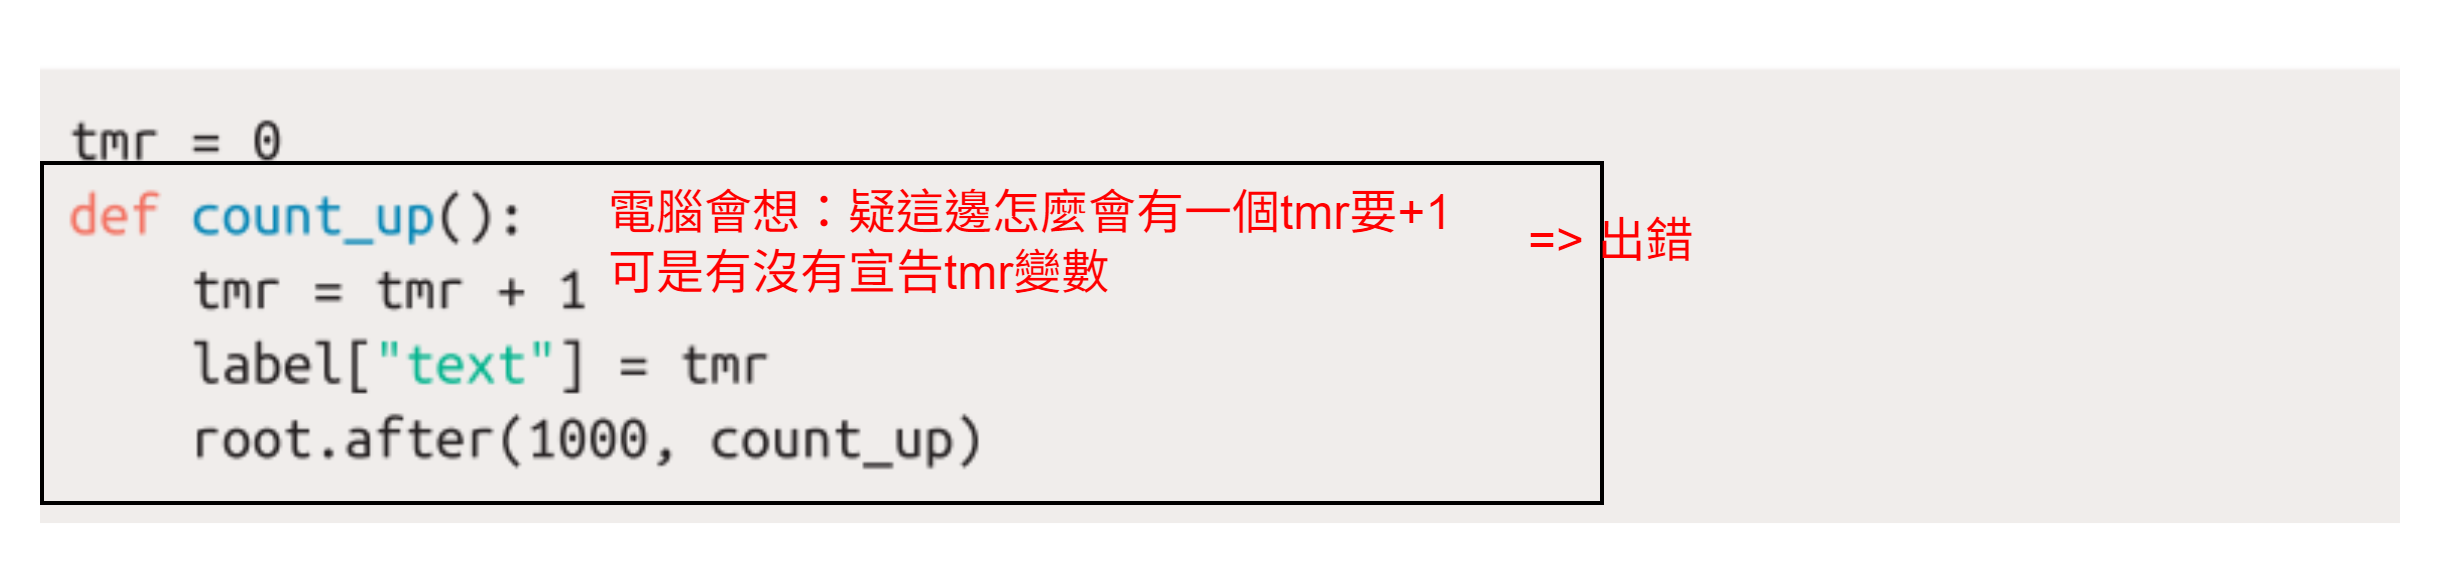 tmr = 0
def count_up():
電腦會想：疑這邊怎麼會有一個tmr要+1
=> 出錯
可是有沒有宣告tmr變數
    tmr = tmr + 1
    label["text"] = tmr
    root.after(1000, count_up)